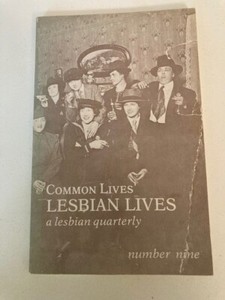 COMMON LIVES
LESBIAN LIVES
a lesbian quarterly
number nine